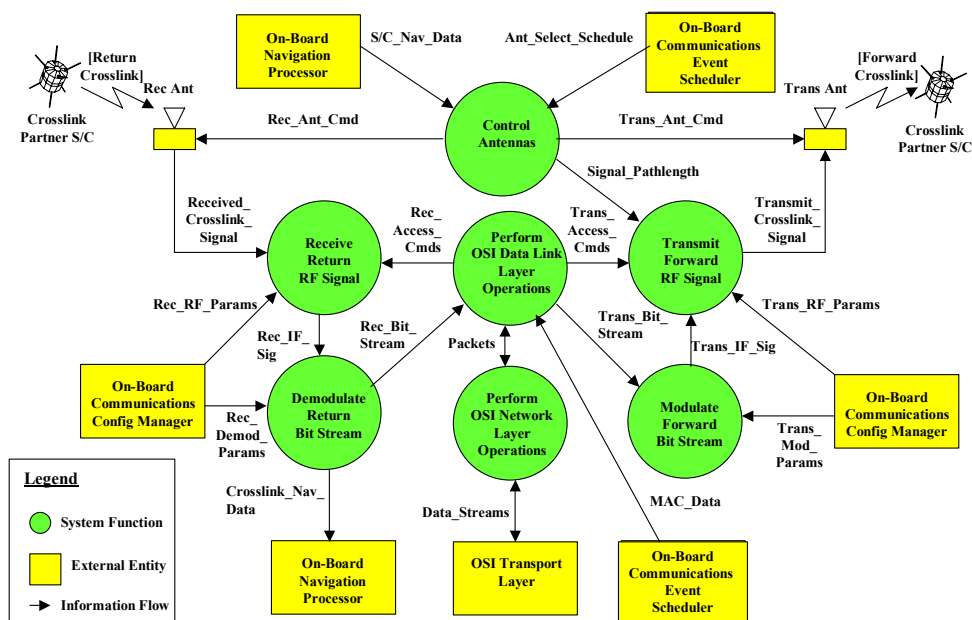 On-Board
Navigation
Processor
S/C_Nav_Data
Ant_Select_Schedule
On-Board
Communications
Event
Scheduler
[Return
Crosslink]
Rec Ant
Crosslink
Partner S/C
[Forward
Crosslink]
Trans Ant
Crosslink
Partner S/C
Rec_Ant_Cmd
Control
Antennas
Trans_Ant_Cmd
Signal_Pathlength
Received_
Crosslink_
Signal
Receive
Return
RF Signal
Rec_
Access_
Cmds
Perform
OSI Data Link
Layer
Operations
Trans_
Access_
Cmds
Transmit
Forward
RF Signal
Transmit_
Crosslink_
Signal
Rec_RF_Params
Rec_IF_
Sig
Rec_Bit_
Stream
Packets
Trans_Bit_
Stream
Trans_IF_Sig
Trans_RF_Params
On-Board
Communications
Config Manager
Rec_
Demod_
Params
Demodulate
Return
Bit Stream
Perform
OSI Network
Layer
Operations
Modulate
Forward
Bit Stream
Trans_
Mod_
Params
On-Board
Communications
Config Manager
Crosslink_Nav_
Data
Data_Streams
MAC_Data
On-Board
Navigation
Processor
OSI Transport
Layer
On-Board
Communications
Event
Scheduler
Legend
System Function
External Entity
Information Flow